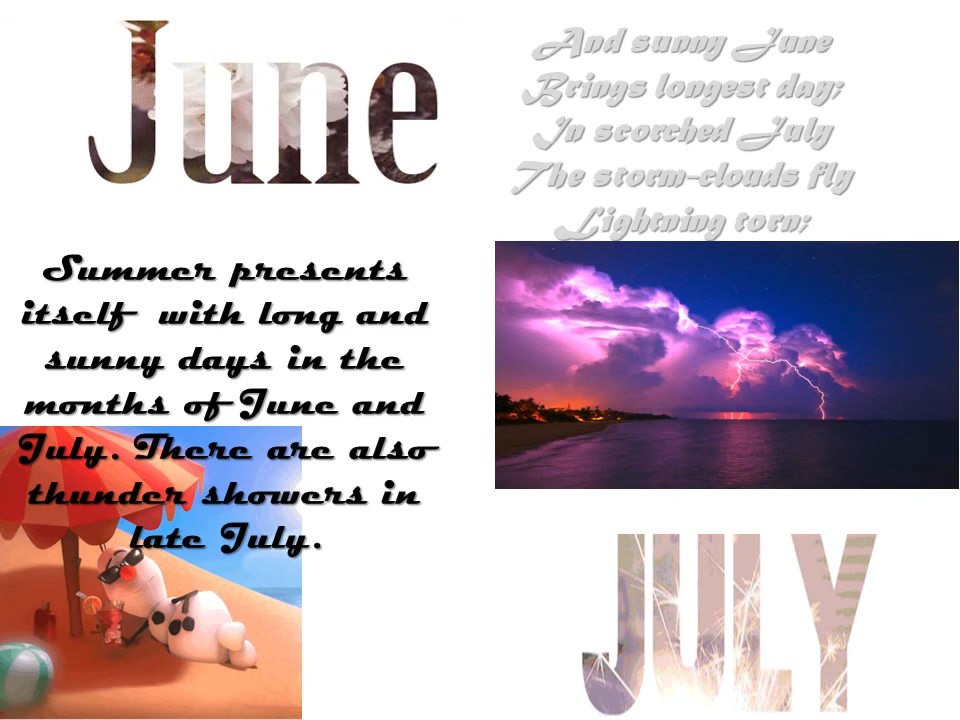 June
And sunny June
Brings longest day;
In scorched July
The storm-clouds fly
Lightning torn;
Summer presents
itself with long and
sunny days in the
months of June and
July. There are also
thunder showers in
late July.
JULY